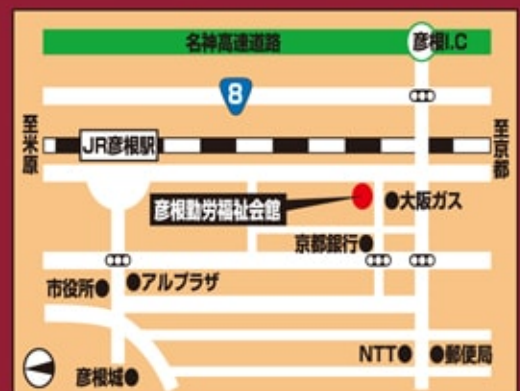 名神高速道路
彦根I.C
8
至米原
JR彦根駅
至京都
彦根勤労福祉会館
大阪ガス
京都銀行
市役所
アルプラザ
NTT
郵便局
彦根城